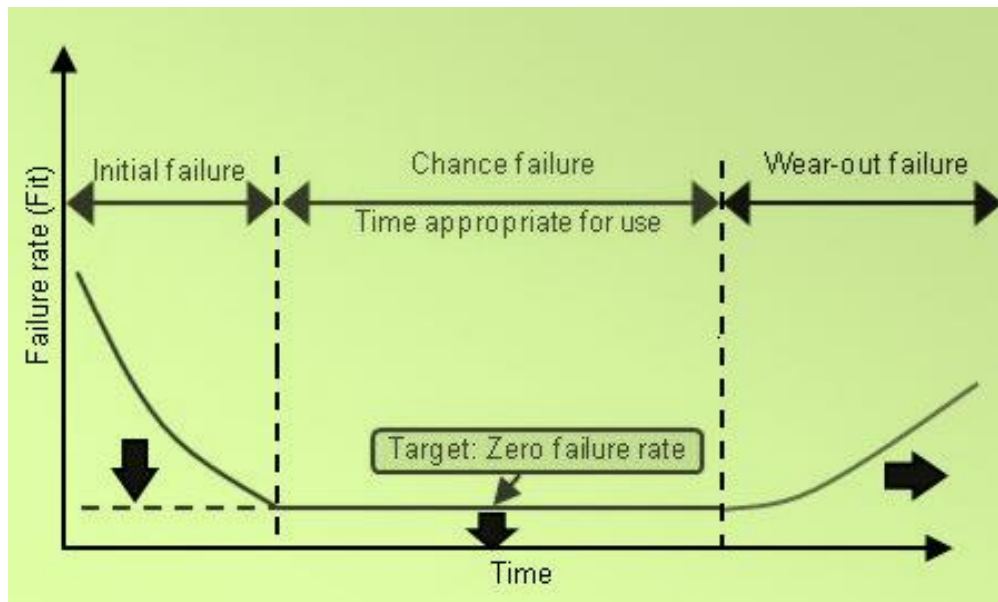 Initial failure
Chance failure
Wear-out failure
Time appropriate for use
Failure rate (Fit)
Target: Zero failure rate
Time